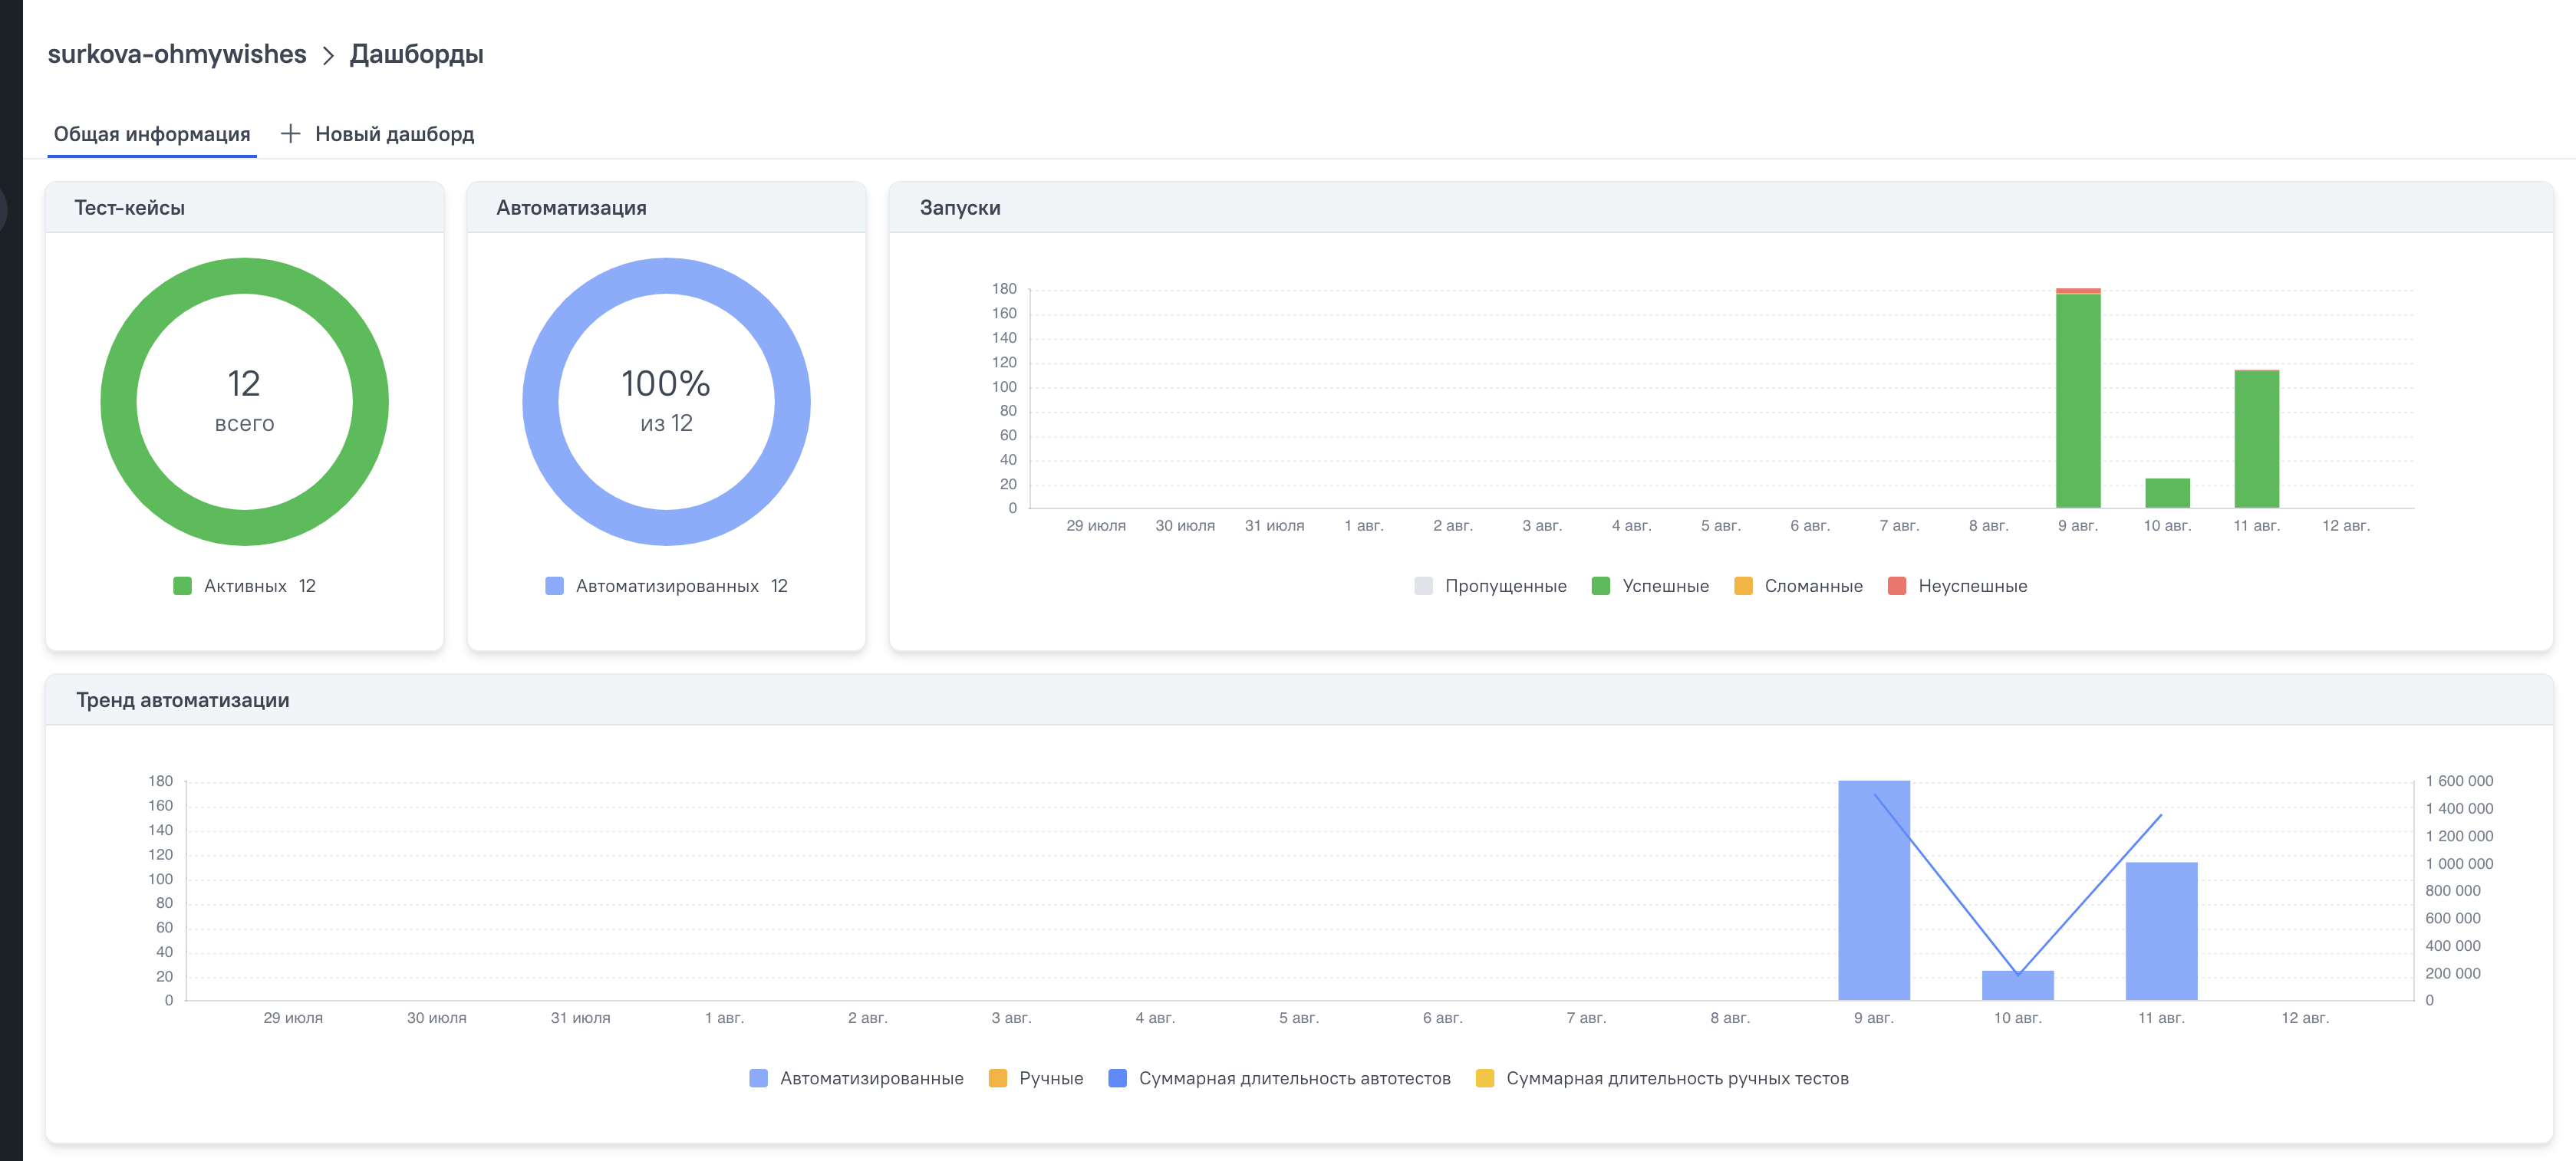 surkova-ohmywishes > Дашборды
Общая информация + Новый дашборд
Тест-кейсы
12
всего
Активных 12
Автоматизация
100%
из 12
Автоматизированных 12
Запуски
180
160
140
120
100
80
60
40
20
0
29 июля 30 июля 31 июля 1 авг. 2 авг. 3 авг. 4 авг. 5 авг. 6 авг. 7 авг. 8 авг. 9 авг. 10 авг. 11 авг. 12 авг.
Пропущенные Успешные Сломанные Неуспешные
Тренд автоматизации
180
160
140
120
100
80
60
40
20
0
1 600 000
1 400 000
1 200 000
1 000 000
800 000
600 000
400 000
200 000
0
29 июля 30 июля 31 июля 1 авг. 2 авг. 3 авг. 4 авг. 5 авг. 6 авг. 7 авг. 8 авг. 9 авг. 10 авг. 11 авг. 12 авг.
Автоматизированные Ручные Суммарная длительность автотестов Суммарная длительность ручных тестов